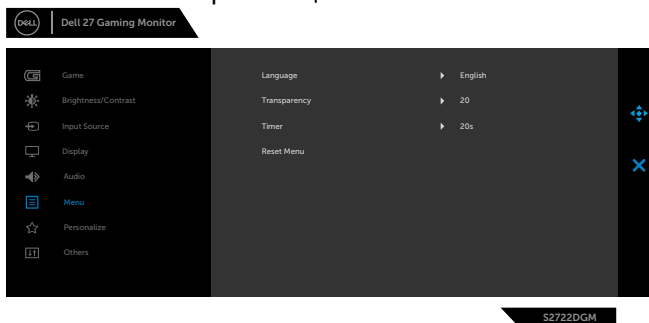 DELL
Dell 27 Gaming Monitor
Game
Brightness/Contrast
Input Source
Display
Audio
Menu
Personalize
Others
Language English
Transparency 20
Timer 20s
Reset Menu
S2722DGM